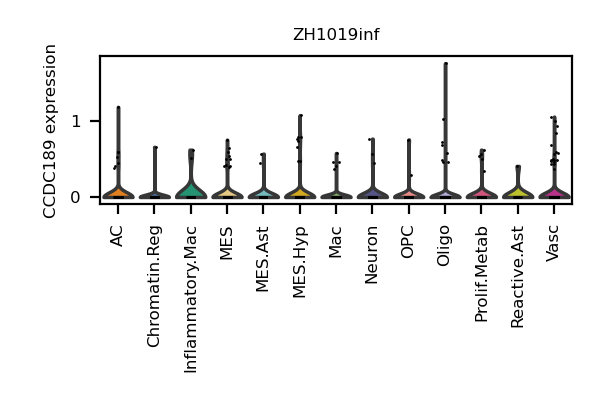 ZH1019inf
CCDC189 expression
1
0
AC
Chromatin.Reg
Inflammatory.Mac
MES
MES.Ast
MES.Hyp
Mac
Neuron
OPC
Oligo
Prolif.Metab
Reactive.Ast
Vasc